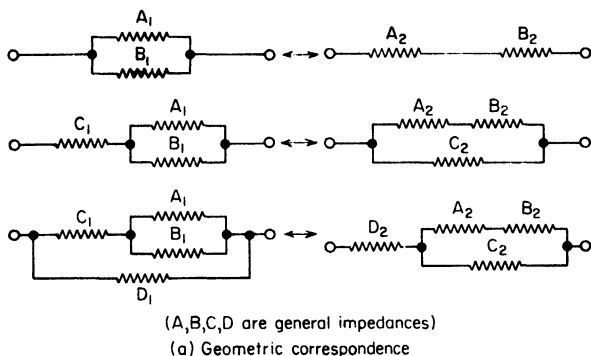 A₁
B₁
A₂ B₂
C₁
A₁
B₁
A₂ B₂
C₂
C₁
A₁
B₁
D₁
D₂
A₂ B₂
C₂
(A,B,C,D are general impedances)
(a) Geometric correspondence